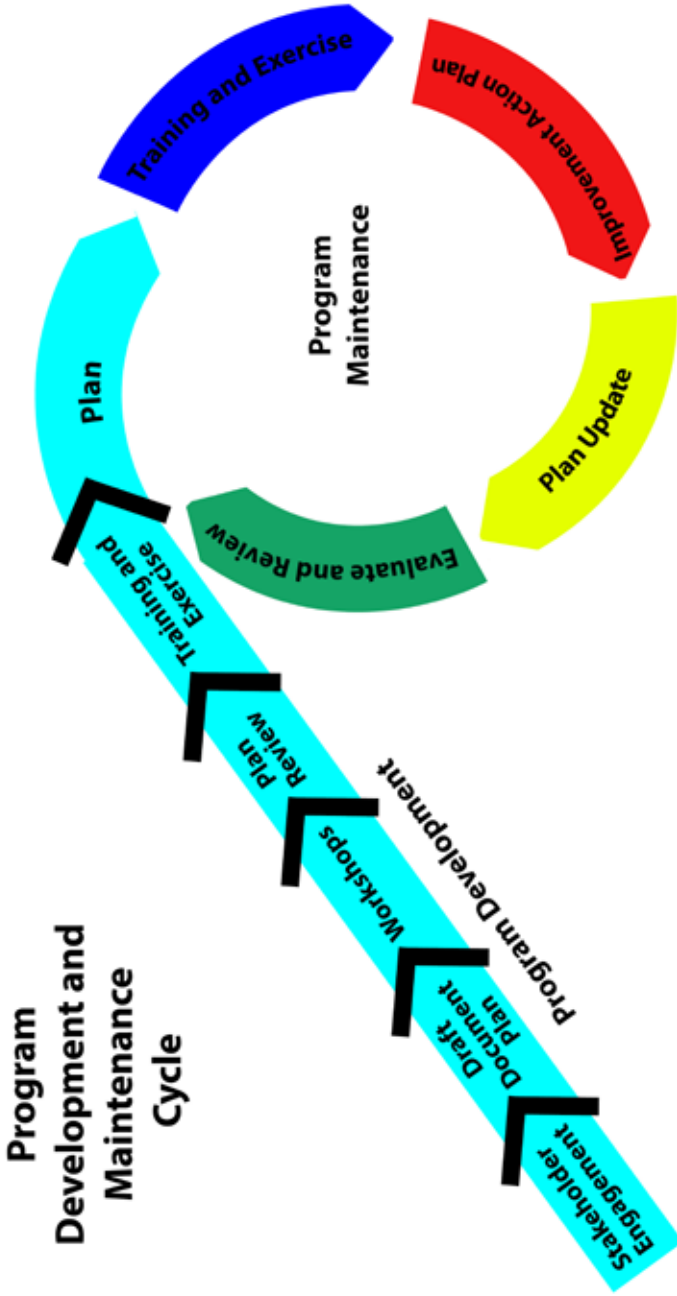 Program
Development and
Maintenance
Cycle
Stakeholder
Engagement
Draft
Document
Plan
Workshops
Plan
Review
Training and
Exercise
Program Development
Plan
Training and Exercise
Improvement Action Plan
Plan Update
Evaluate and Review
Program
Maintenance